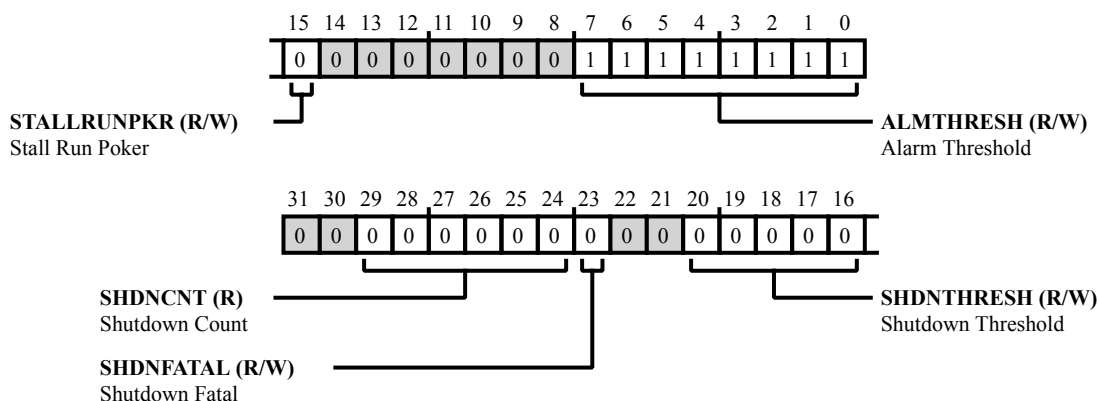 15 14 13 12 11 10 9 8 7 6 5 4 3 2 1 0
0 0 0 0 0 0 0 0 1 1 1 1 1 1 1 1
STALLRUNPKR (R/W)
Stall Run Poker
ALMTHRESH (R/W)
Alarm Threshold
31 30 29 28 27 26 25 24 23 22 21 20 19 18 17 16
0 0 0 0 0 0 0 0 0 0 0 0 0 0 0 0
SHDNCNT (R)
Shutdown Count
SHDNTHRESH (R/W)
Shutdown Threshold
SHDNFATAL (R/W)
Shutdown Fatal